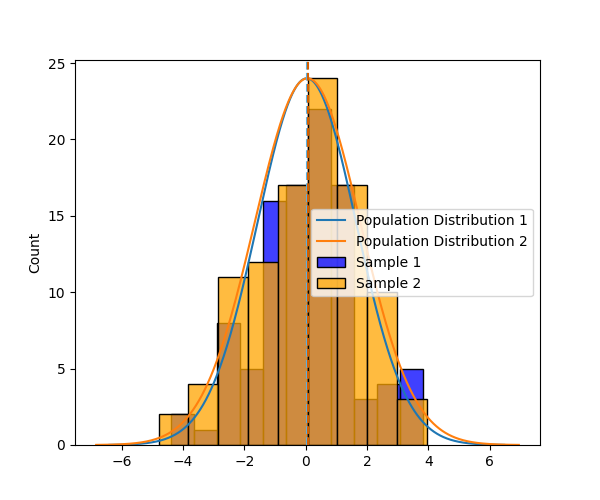 25
20
15
10
5
0
Count
Population Distribution 1
Population Distribution 2
Sample 1
Sample 2
−6
−4
−2
0
2
4
6